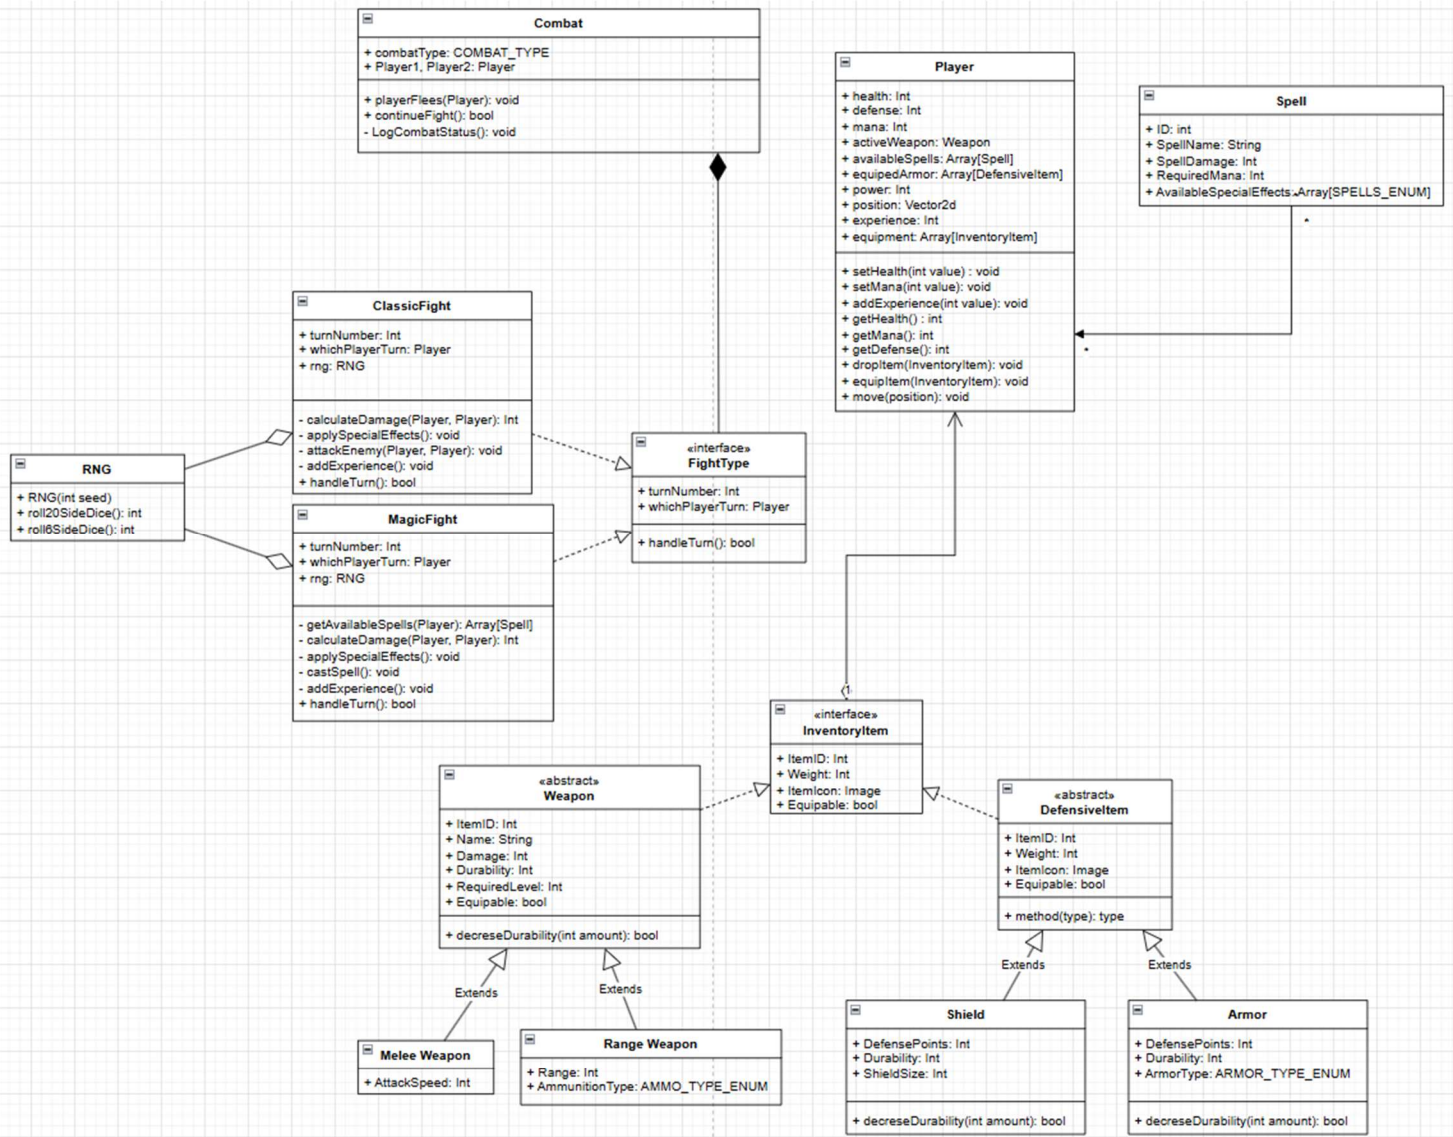 Combat
+ combatType: COMBAT_TYPE
+ Player1, Player2: Player
+ playerFlees(Player): void
+ continueFight(): bool
- LogCombatStatus(): void
Player
+ health: Int
+ defense: Int
+ mana: Int
+ activeWeapon: Weapon
+ availableSpells: Array[Spell]
+ equipedArmor: Array[DefensiveItem]
+ power: Int
+ position: Vector2d
+ experience: Int
+ equipment: Array[InventoryItem]
+ setHealth(int value) : void
+ setMana(int value): void
+ addExperience(int value): void
+ getHealth() : int
+ getMana(): int
+ getDefense(): int
+ dropItem(InventoryItem): void
+ equipItem(InventoryItem): void
+ move(position): void
Spell
+ ID: int
+ SpellName: String
+ SpellDamage: Int
+ RequiredMana: Int
+ AvailableSpecialEffects: Array[SPELLS_ENUM]
*
*
ClassicFight
+ turnNumber: Int
+ whichPlayerTurn: Player
+ rng: RNG
- calculateDamage(Player, Player): Int
- applySpecialEffects(): void
- attackEnemy(Player, Player): void
- addExperience(): void
+ handleTurn(): bool
RNG
+ RNG(int seed)
+ roll20SideDice(): int
+ roll6SideDice(): int
MagicFight
+ turnNumber: Int
+ whichPlayerTurn: Player
+ rng: RNG
- getAvailableSpells(Player): Array[Spell]
- calculateDamage(Player, Player): Int
- applySpecialEffects(): void
- castSpell(): void
- addExperience(): void
+ handleTurn(): bool
«interface»
FightType
+ turnNumber: Int
+ whichPlayerTurn: Player
+ handleTurn(): bool
1
«interface»
InventoryItem
+ ItemID: Int
+ Weight: Int
+ ItemIcon: Image
+ Equipable: bool
«abstract»
Weapon
+ ItemID: Int
+ Name: String
+ Damage: Int
+ Durability: Int
+ RequiredLevel: Int
+ Equipable: bool
+ decreseDurability(int amount): bool
«abstract»
DefensiveItem
+ ItemID: Int
+ Weight: Int
+ ItemIcon: Image
+ Equipable: bool
+ method(type): type
Extends
Extends
Extends
Extends
Melee Weapon
+ AttackSpeed: Int
Range Weapon
+ Range: Int
+ AmmunitionType: AMMO_TYPE_ENUM
Shield
+ DefensePoints: Int
+ Durability: Int
+ ShieldSize: Int
+ decreseDurability(int amount): bool
Armor
+ DefensePoints: Int
+ Durability: Int
+ ArmorType: ARMOR_TYPE_ENUM
+ decreseDurability(int amount): bool